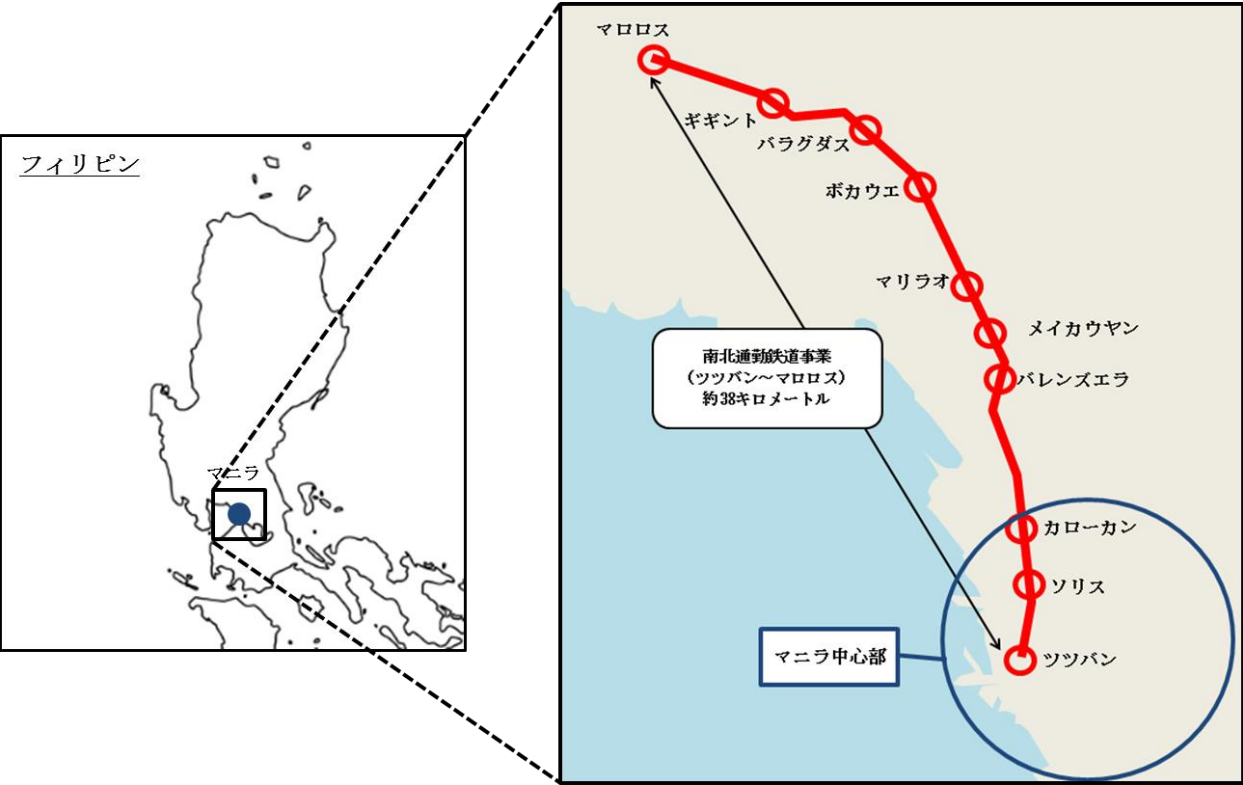 フィリピン
マニラ
マロロス
ギギント
バラグダス
ボカウエ
マリラオ
メイカウヤン
バレンズエラ
南北通勤鉄道事業
(ツツバン～マロロス)
約38キロメートル
カローカン
ソリス
マニラ中心部
ツツバン